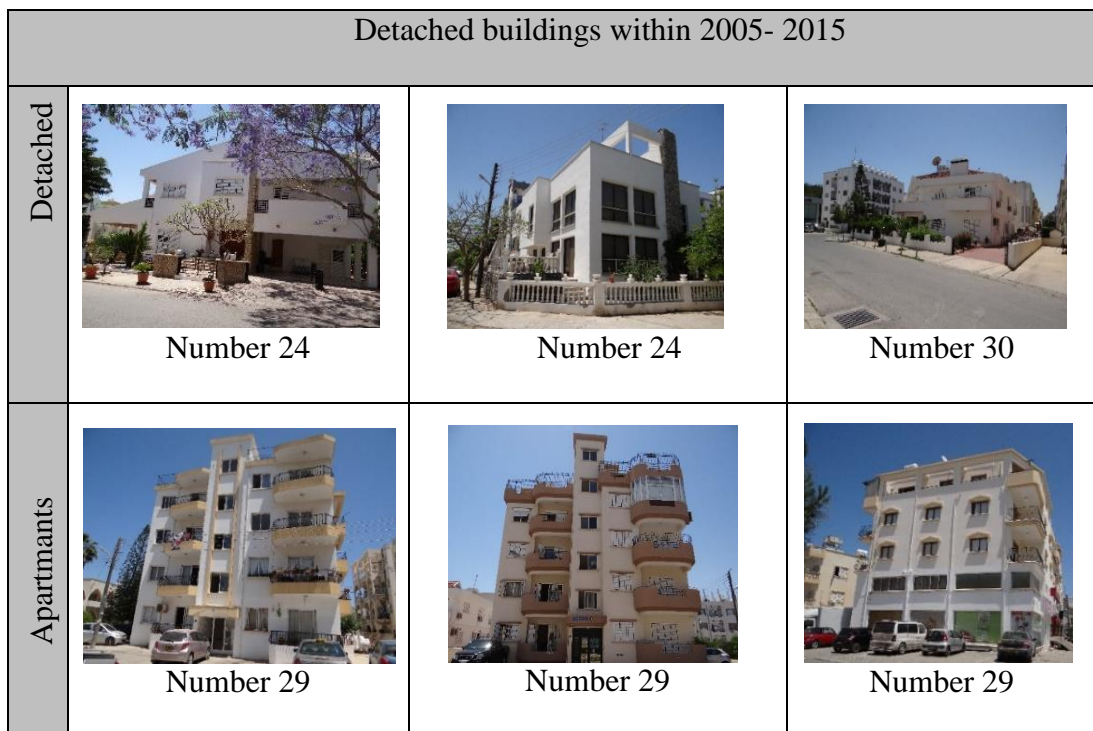 Detached buildings within 2005- 2015
Detached
Number 24
Number 24
Number 30
Apartmants
Number 29
Number 29
Number 29